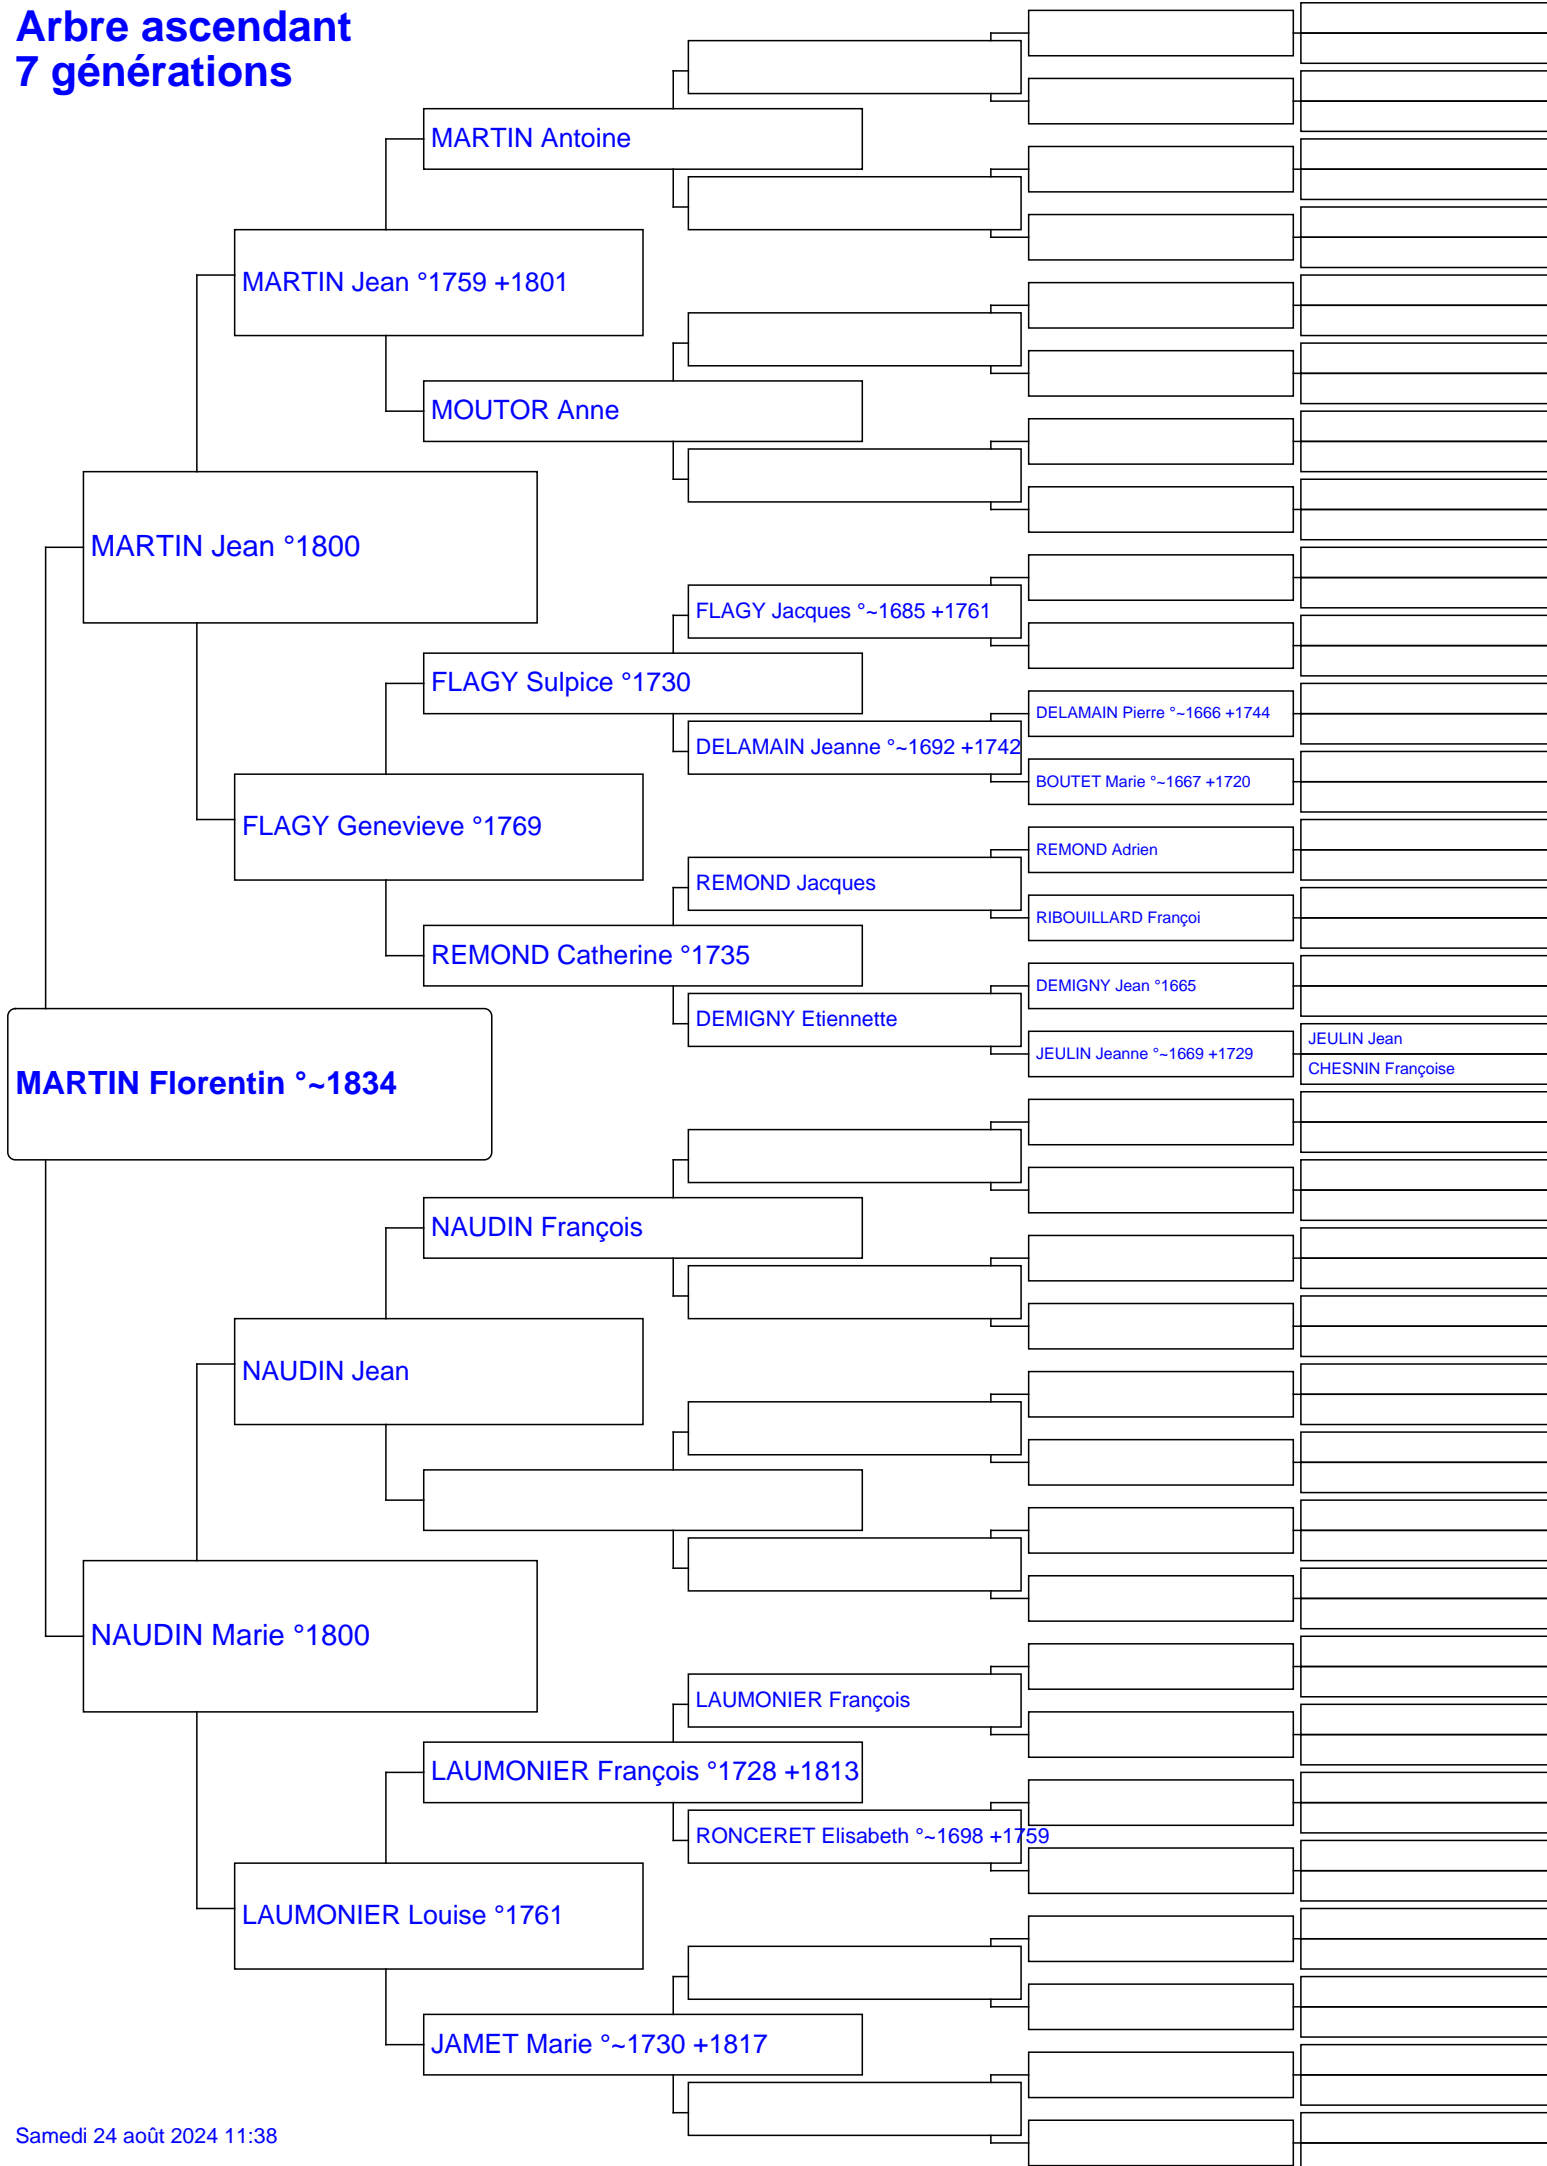 Arbre ascendant
7 générations
MARTIN Antoine
MARTIN Jean °1759 +1801
MOUTOR Anne
MARTIN Jean °1800
FLAGY Jacques °~1685 +1761
FLAGY Sulpice °1730
DELAMAIN Pierre °~1666 +1744
DELAMAIN Jeanne °~1692 +1742
BOUTET Marie °~1667 +1720
FLAGY Genevieve °1769
REMOND Adrien
REMOND Jacques
RIBOUILLARD Françoi
REMOND Catherine °1735
DEMIGNY Jean °1665
DEMIGNY Etiennette
JEULIN Jean
JEULIN Jeanne °~1669 +1729
CHESNIN Françoise
MARTIN Florentin °~1834
NAUDIN François
NAUDIN Jean
NAUDIN Marie °1800
LAUMONIER François
LAUMONIER François °1728 +1813
RONCERET Elisabeth °~1698 +1759
LAUMONIER Louise °1761
JAMET Marie °~1730 +1817
Samedi 24 août 2024 11:38